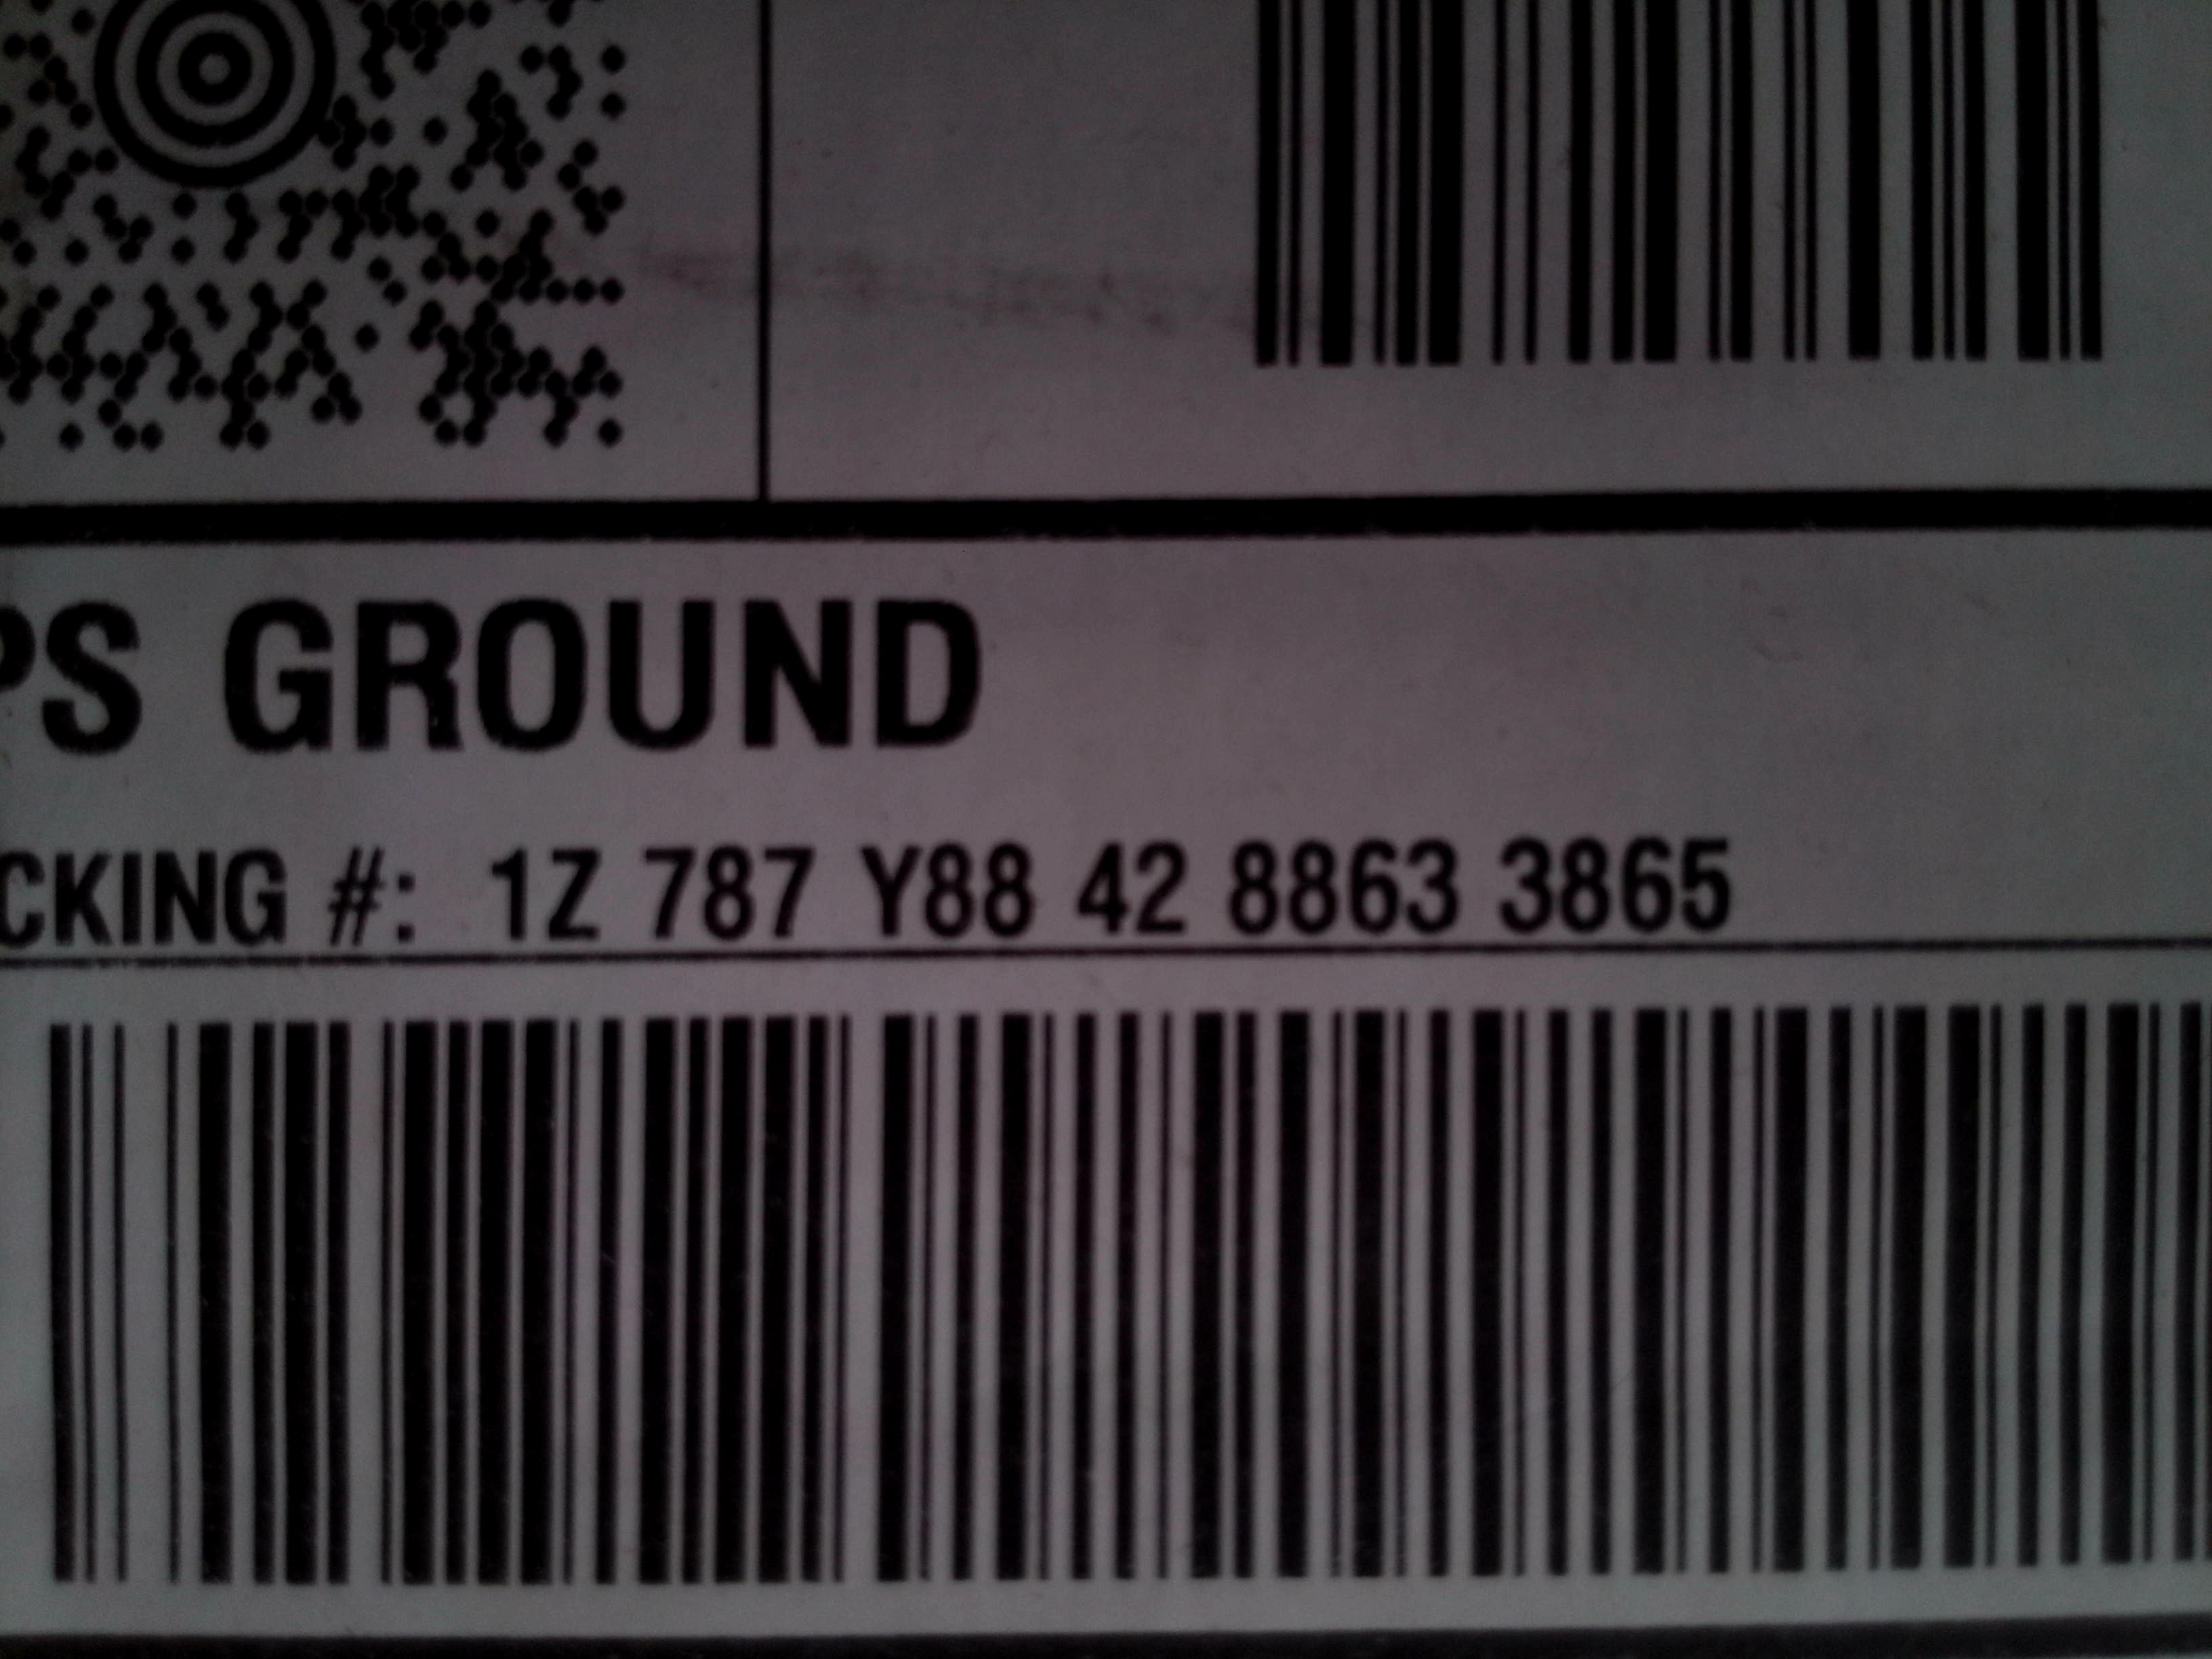 PS GROUND
CKING #: 1Z 787 Y88 42 8863 3865